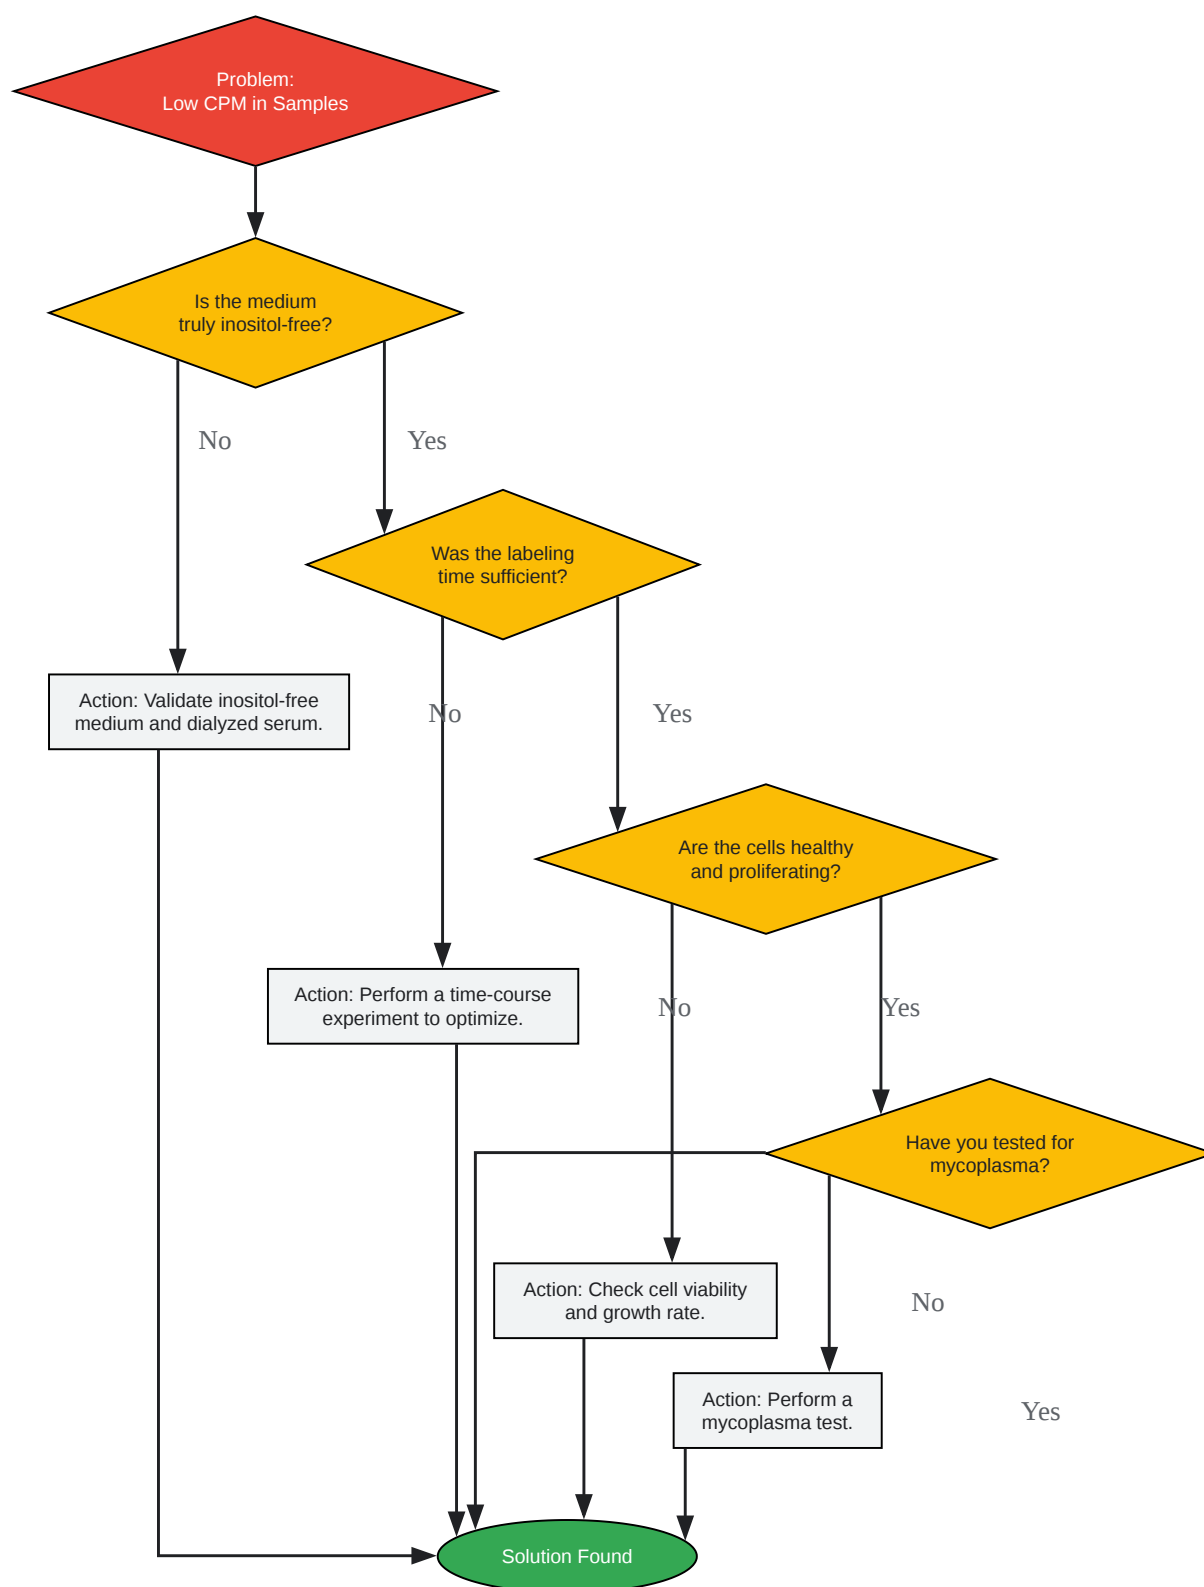 Problem:
Low CPM in Samples
Is the medium
truly inositol-free?
No
Yes
Was the labeling
time sufficient?
Action: Validate inositol-free
medium and dialyzed serum.
No
Yes
Are the cells healthy
and proliferating?
Action: Perform a time-course
experiment to optimize.
No
Yes
Have you tested for
mycoplasma?
Action: Check cell viability
and growth rate.
No
Action: Perform a
mycoplasma test.
Yes
Solution Found